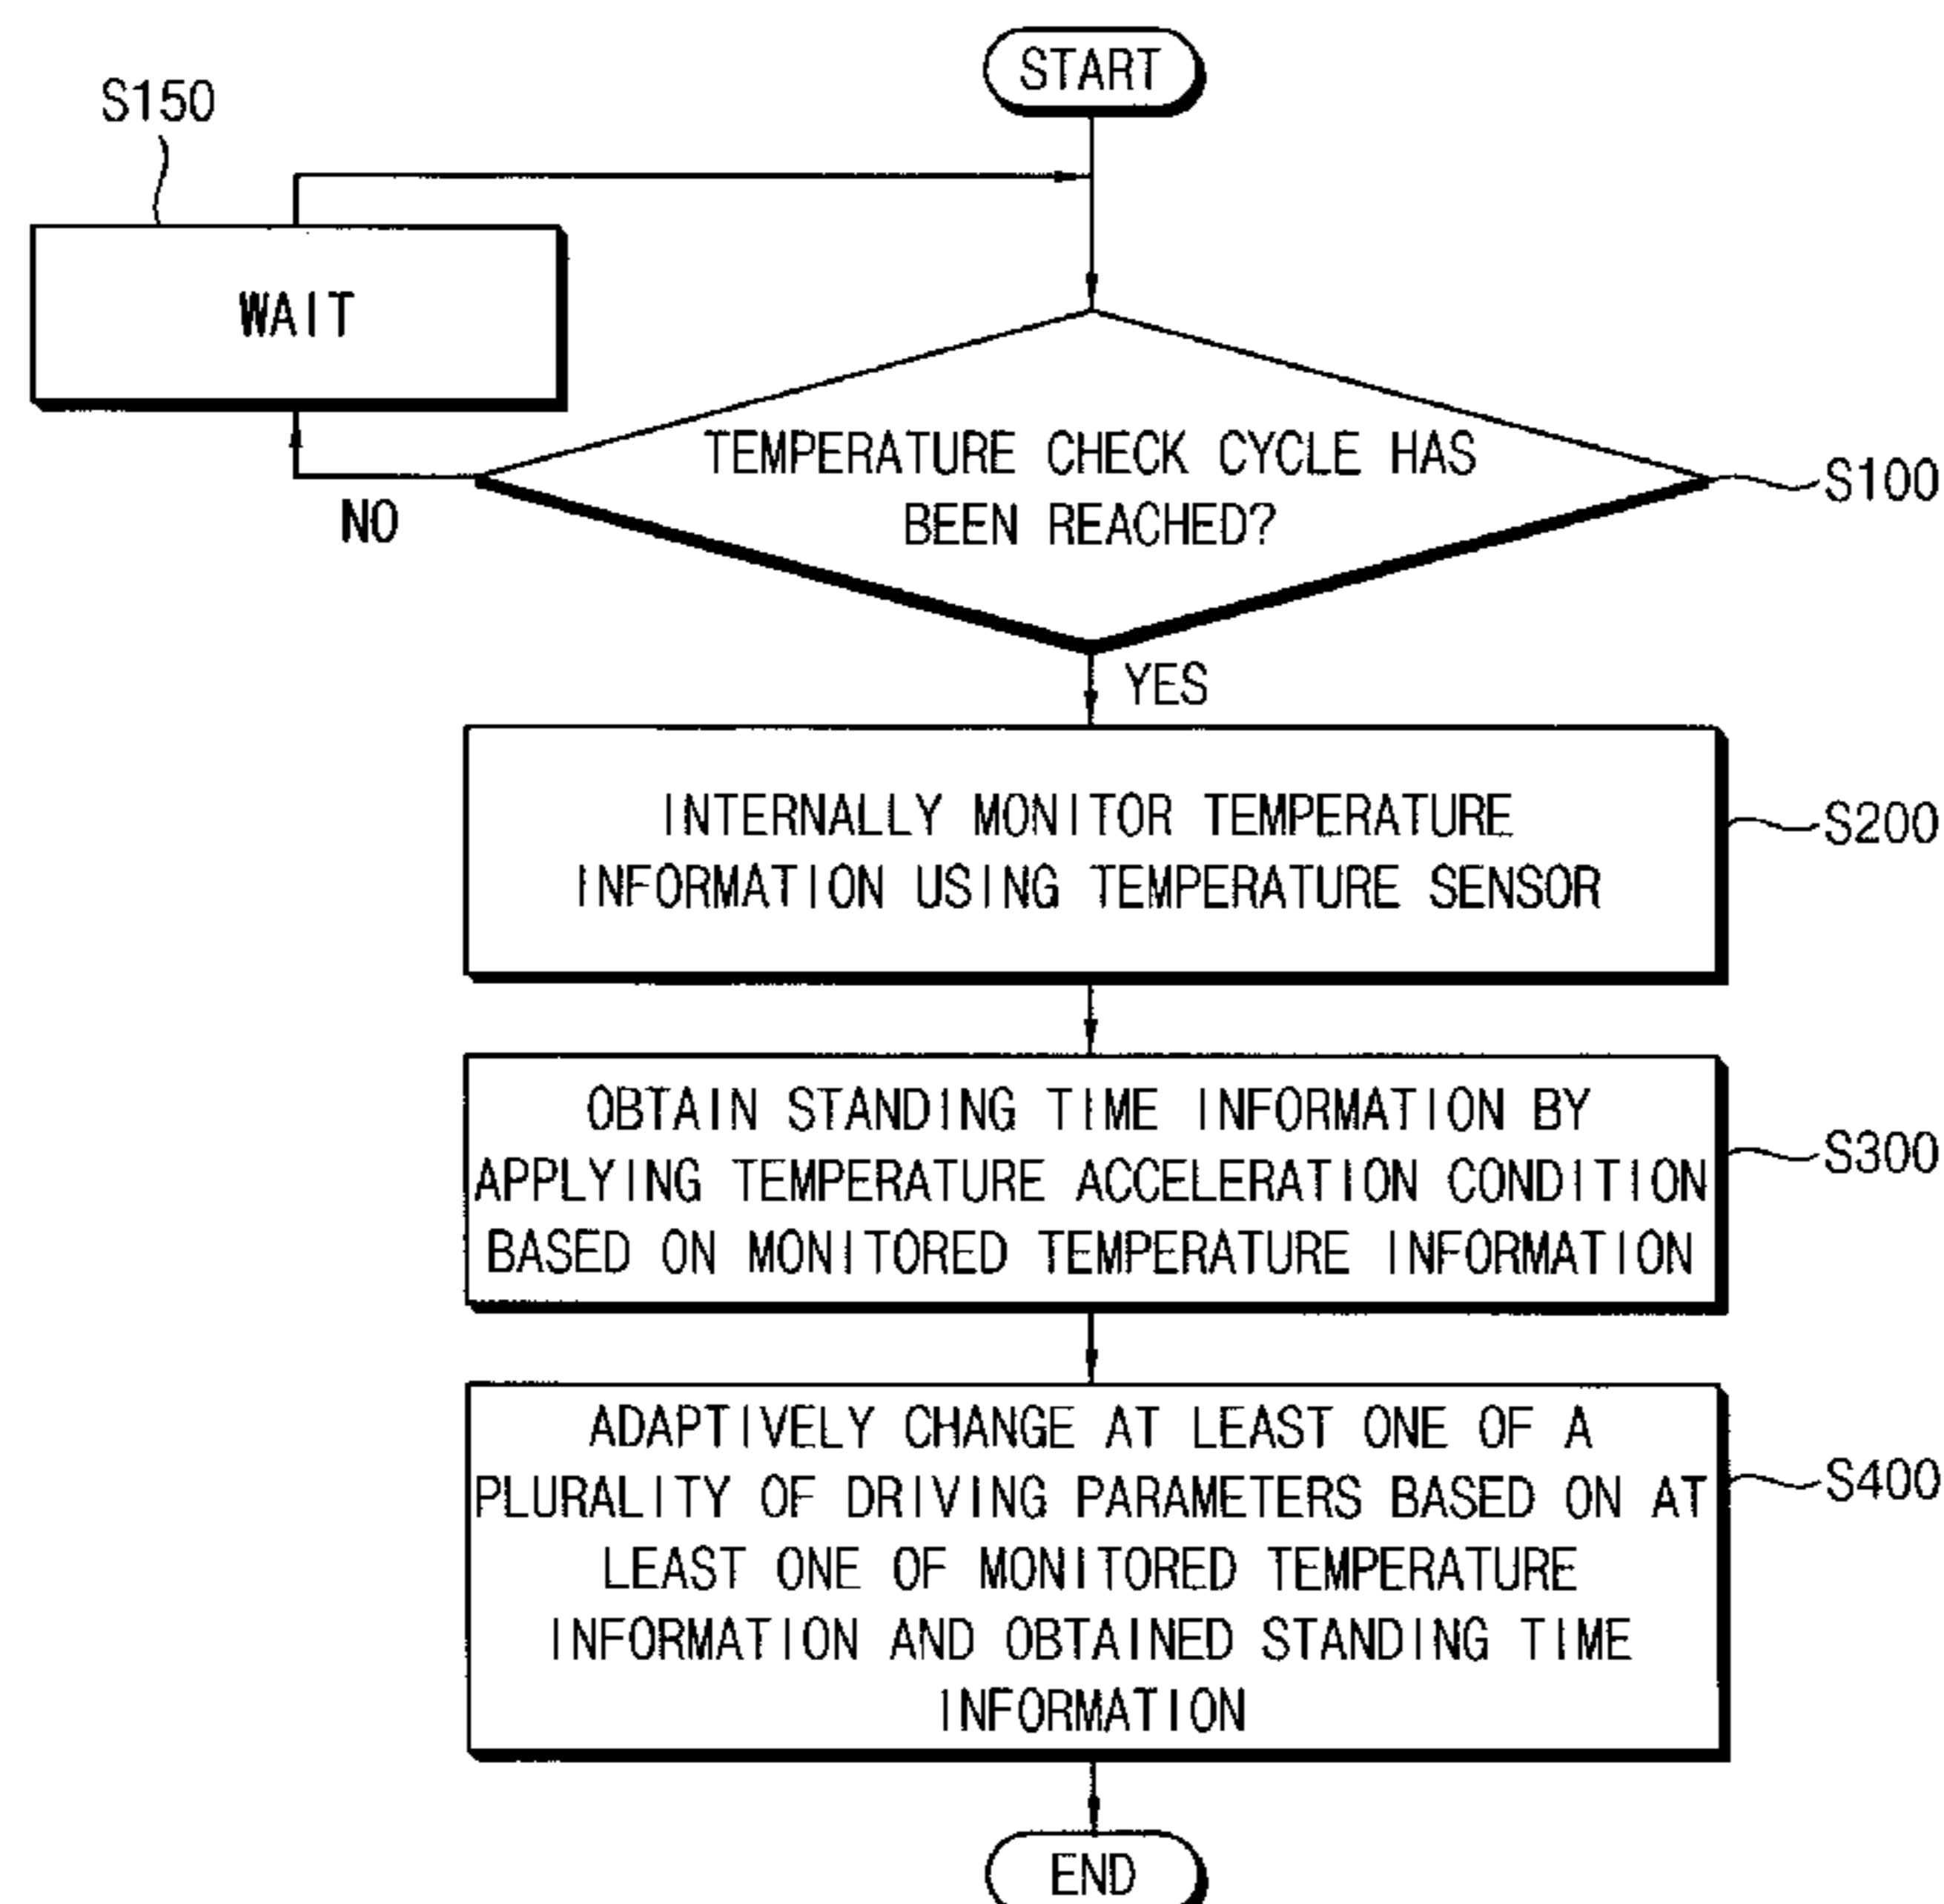 START
S150
WAIT
TEMPERATURE CHECK CYCLE HAS
BEEN REACHED?
S100
NO
YES
INTERNALLY MONITOR TEMPERATURE
INFORMATION USING TEMPERATURE SENSOR
S200
OBTAIN STANDING TIME INFORMATION BY
APPLYING TEMPERATURE ACCELERATION CONDITION
BASED ON MONITORED TEMPERATURE INFORMATION
S300
ADAPTIVELY CHANGE AT LEAST ONE OF A
PLURALITY OF DRIVING PARAMETERS BASED ON AT
LEAST ONE OF MONITORED TEMPERATURE
INFORMATION AND OBTAINED STANDING TIME
INFORMATION
S400
END